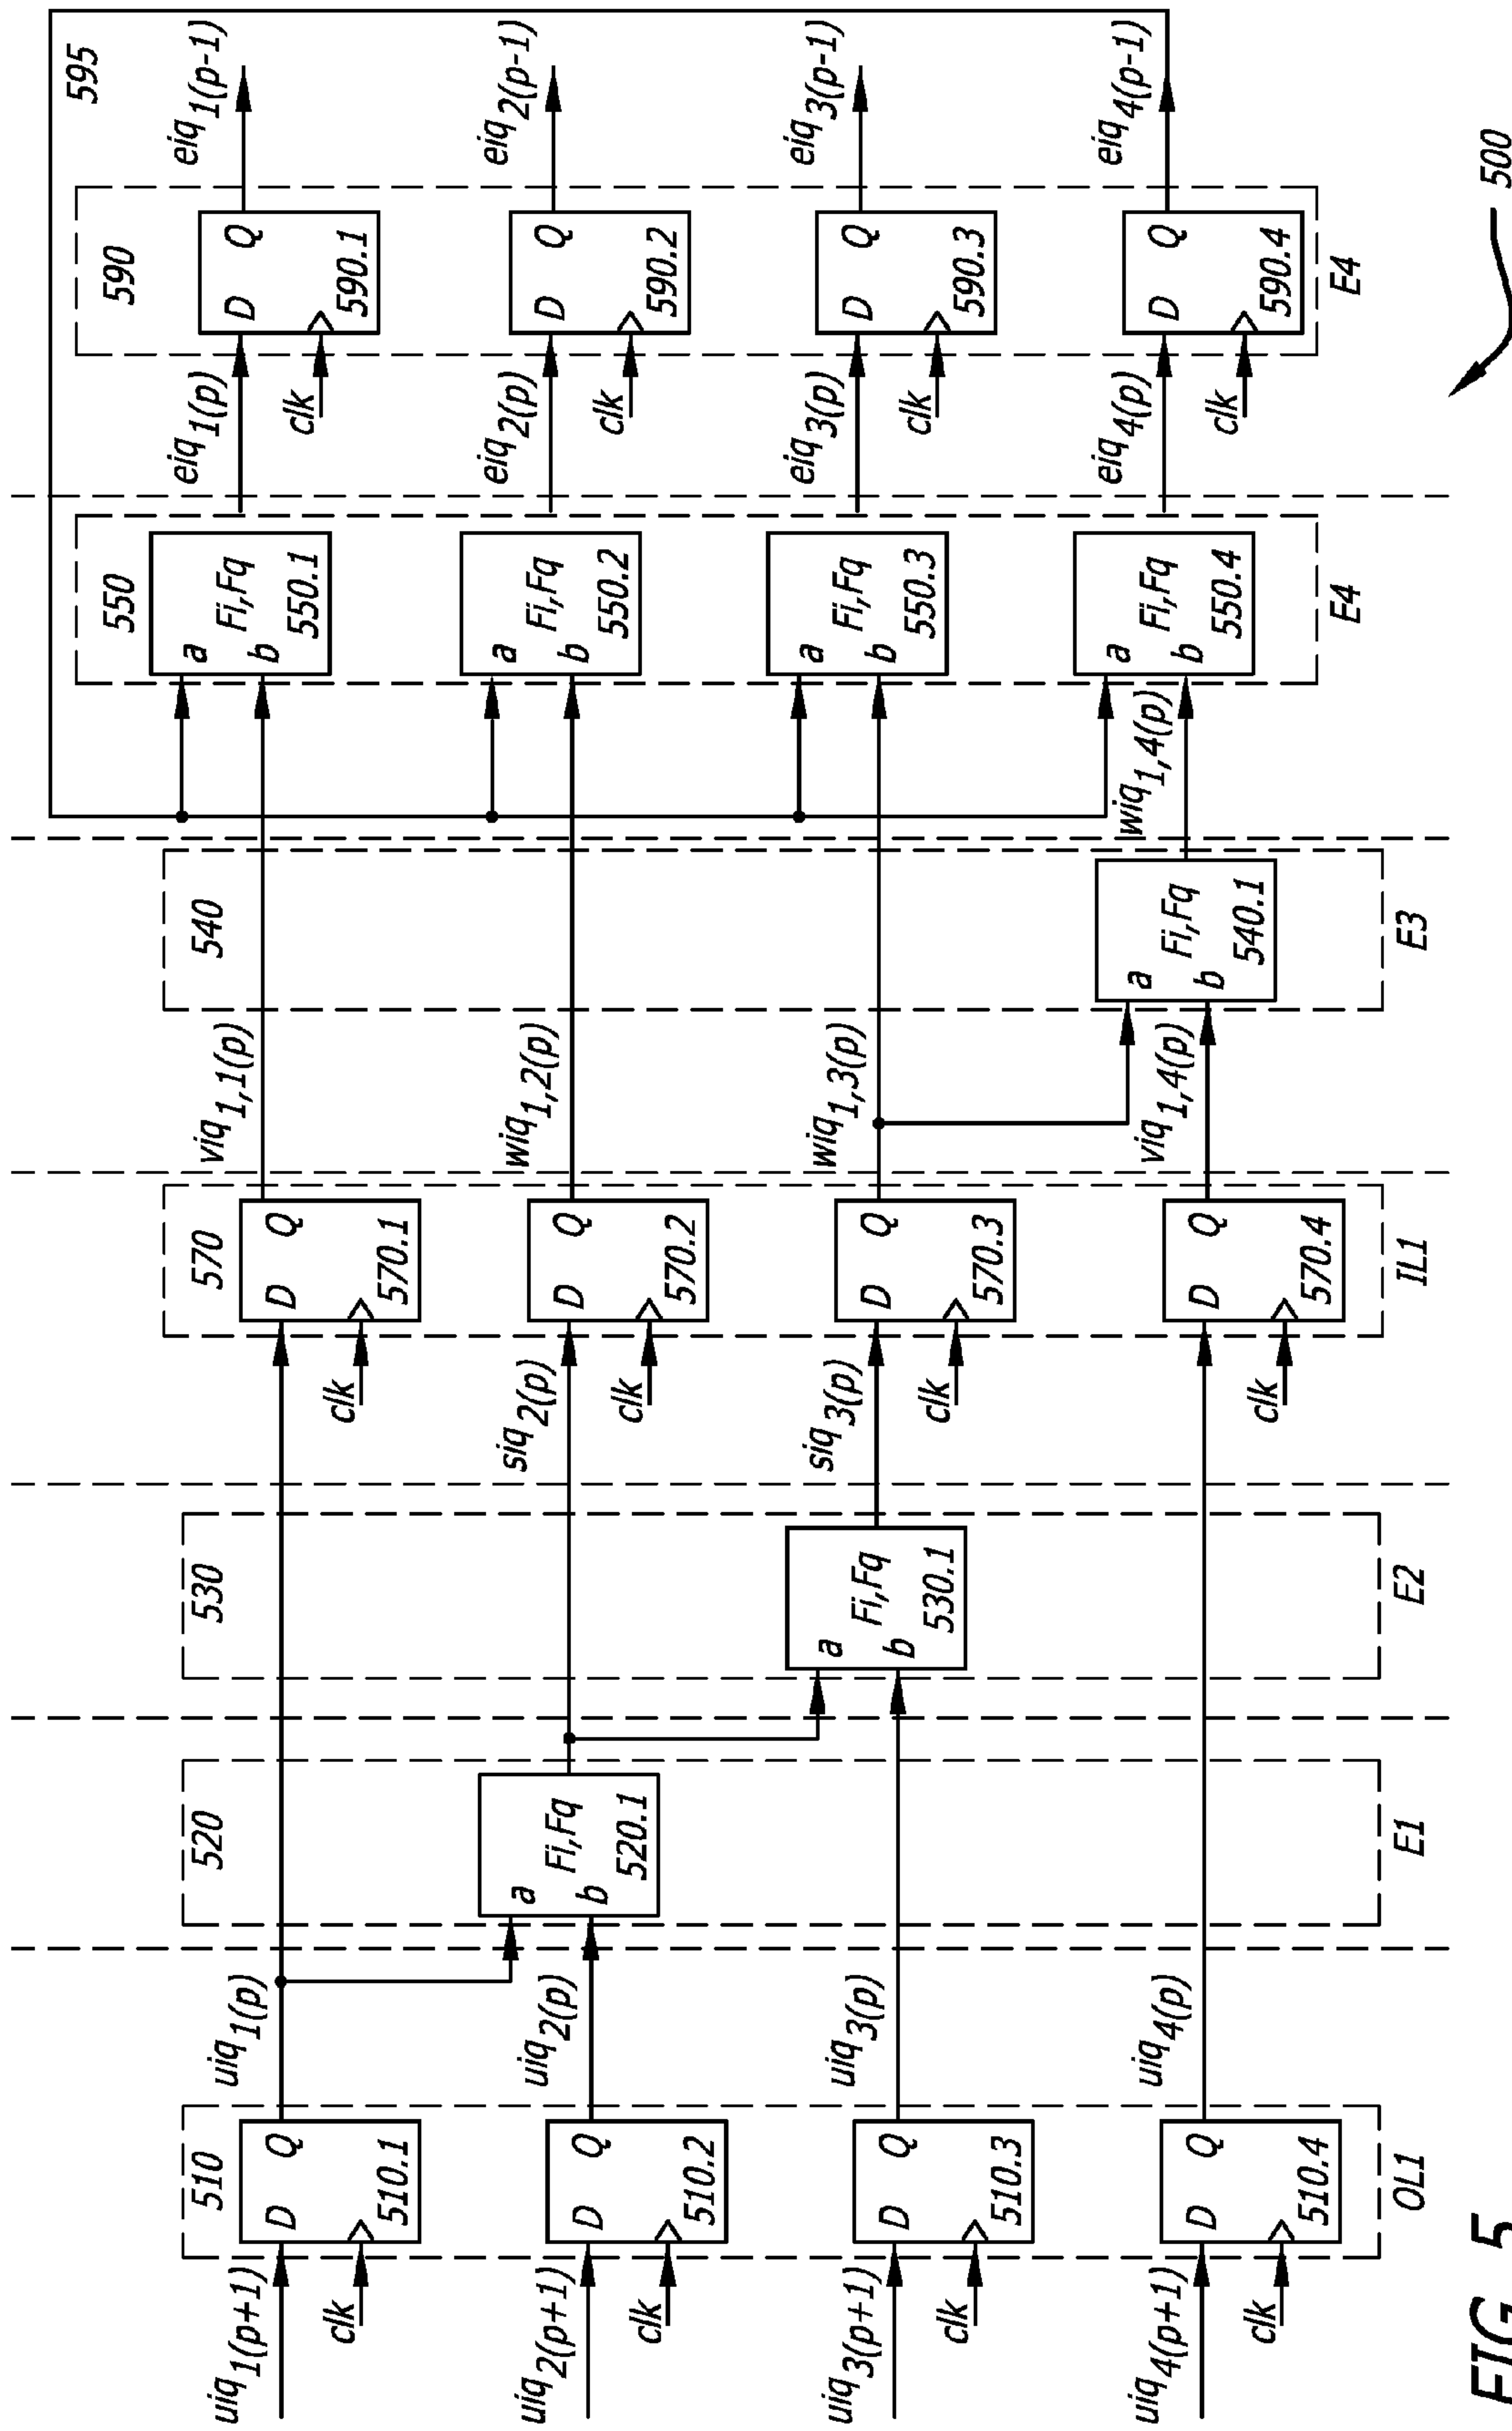 uiq1(p+1)
clk
uiq2(p+1)
clk
uiq3(p+1)
clk
uiq4(p+1)
clk
510
D Q
510.1
D Q
510.2
D Q
510.3
D Q
510.4
OL1
uiq1(p)
uiq2(p)
uiq3(p)
uiq4(p)
520
a
Fi,Fq
b
520.1
E1
530
a
Fi,Fq
b
530.1
E2
siq2(p)
siq3(p)
clk
clk
clk
clk
570
D Q
570.1
D Q
570.2
D Q
570.3
D Q
570.4
IL1
viq1,1(p)
wiq1,2(p)
wiq1,3(p)
viq1,4(p)
540
a
Fi,Fq
b
540.1
E3
wiq1,4(p)
550
a
Fi,Fq
b
550.1
a
Fi,Fq
b
550.2
a
Fi,Fq
b
550.3
a
Fi,Fq
b
550.4
E4
eiq1(p)
clk
eiq2(p)
clk
eiq3(p)
clk
eiq4(p)
clk
590
D Q
590.1
D Q
590.2
D Q
590.3
D Q
590.4
E4
595
eiq1(p-1)
eiq2(p-1)
eiq3(p-1)
eiq4(p-1)
500
FIG. 5